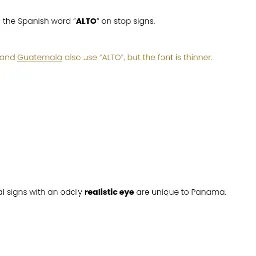 the Spanish word “ALTO” on stop signs.
and Guatemala also use “ALTO”, but the font is thinner.
signs with an oddly realistic eye are unique to Panama.